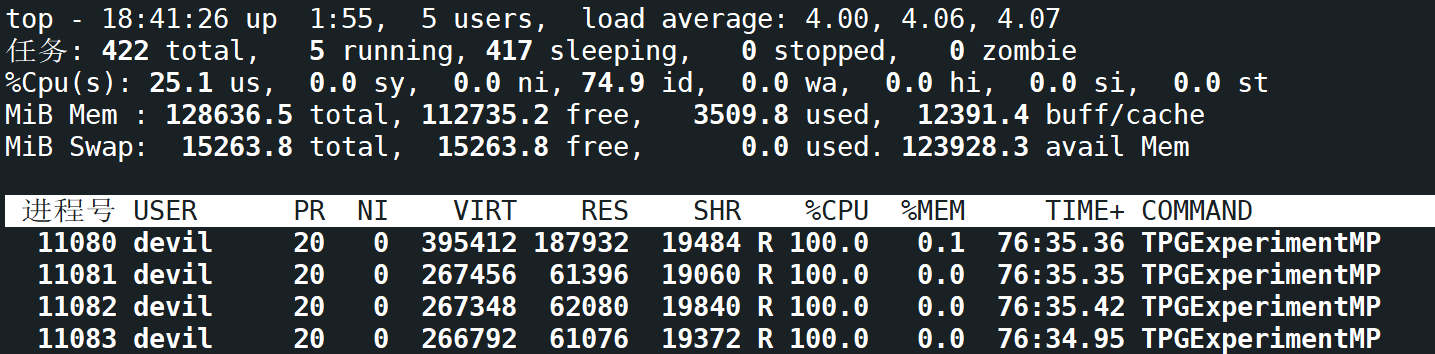 top - 18:41:26 up  1:55,  5 users,  load average: 4.00, 4.06, 4.07
任务: 422 total,   5 running, 417 sleeping,   0 stopped,   0 zombie
%Cpu(s): 25.1 us,  0.0 sy,  0.0 ni, 74.9 id,  0.0 wa,  0.0 hi,  0.0 si,  0.0 st
MiB Mem : 128636.5 total, 112735.2 free,   3509.8 used,  12391.4 buff/cache
MiB Swap:  15263.8 total,  15263.8 free,      0.0 used. 123928.3 avail Mem
进程号 USER      PR  NI    VIRT    RES    SHR    %CPU  %MEM     TIME+ COMMAND
11080 devil     20   0  395412 187932  19484 R 100.0   0.1  76:35.36 TPGExperimentMP
11081 devil     20   0  267456  61396  19060 R 100.0   0.0  76:35.35 TPGExperimentMP
11082 devil     20   0  267348  62080  19840 R 100.0   0.0  76:35.42 TPGExperimentMP
11083 devil     20   0  266792  61076  19372 R 100.0   0.0  76:34.95 TPGExperimentMP